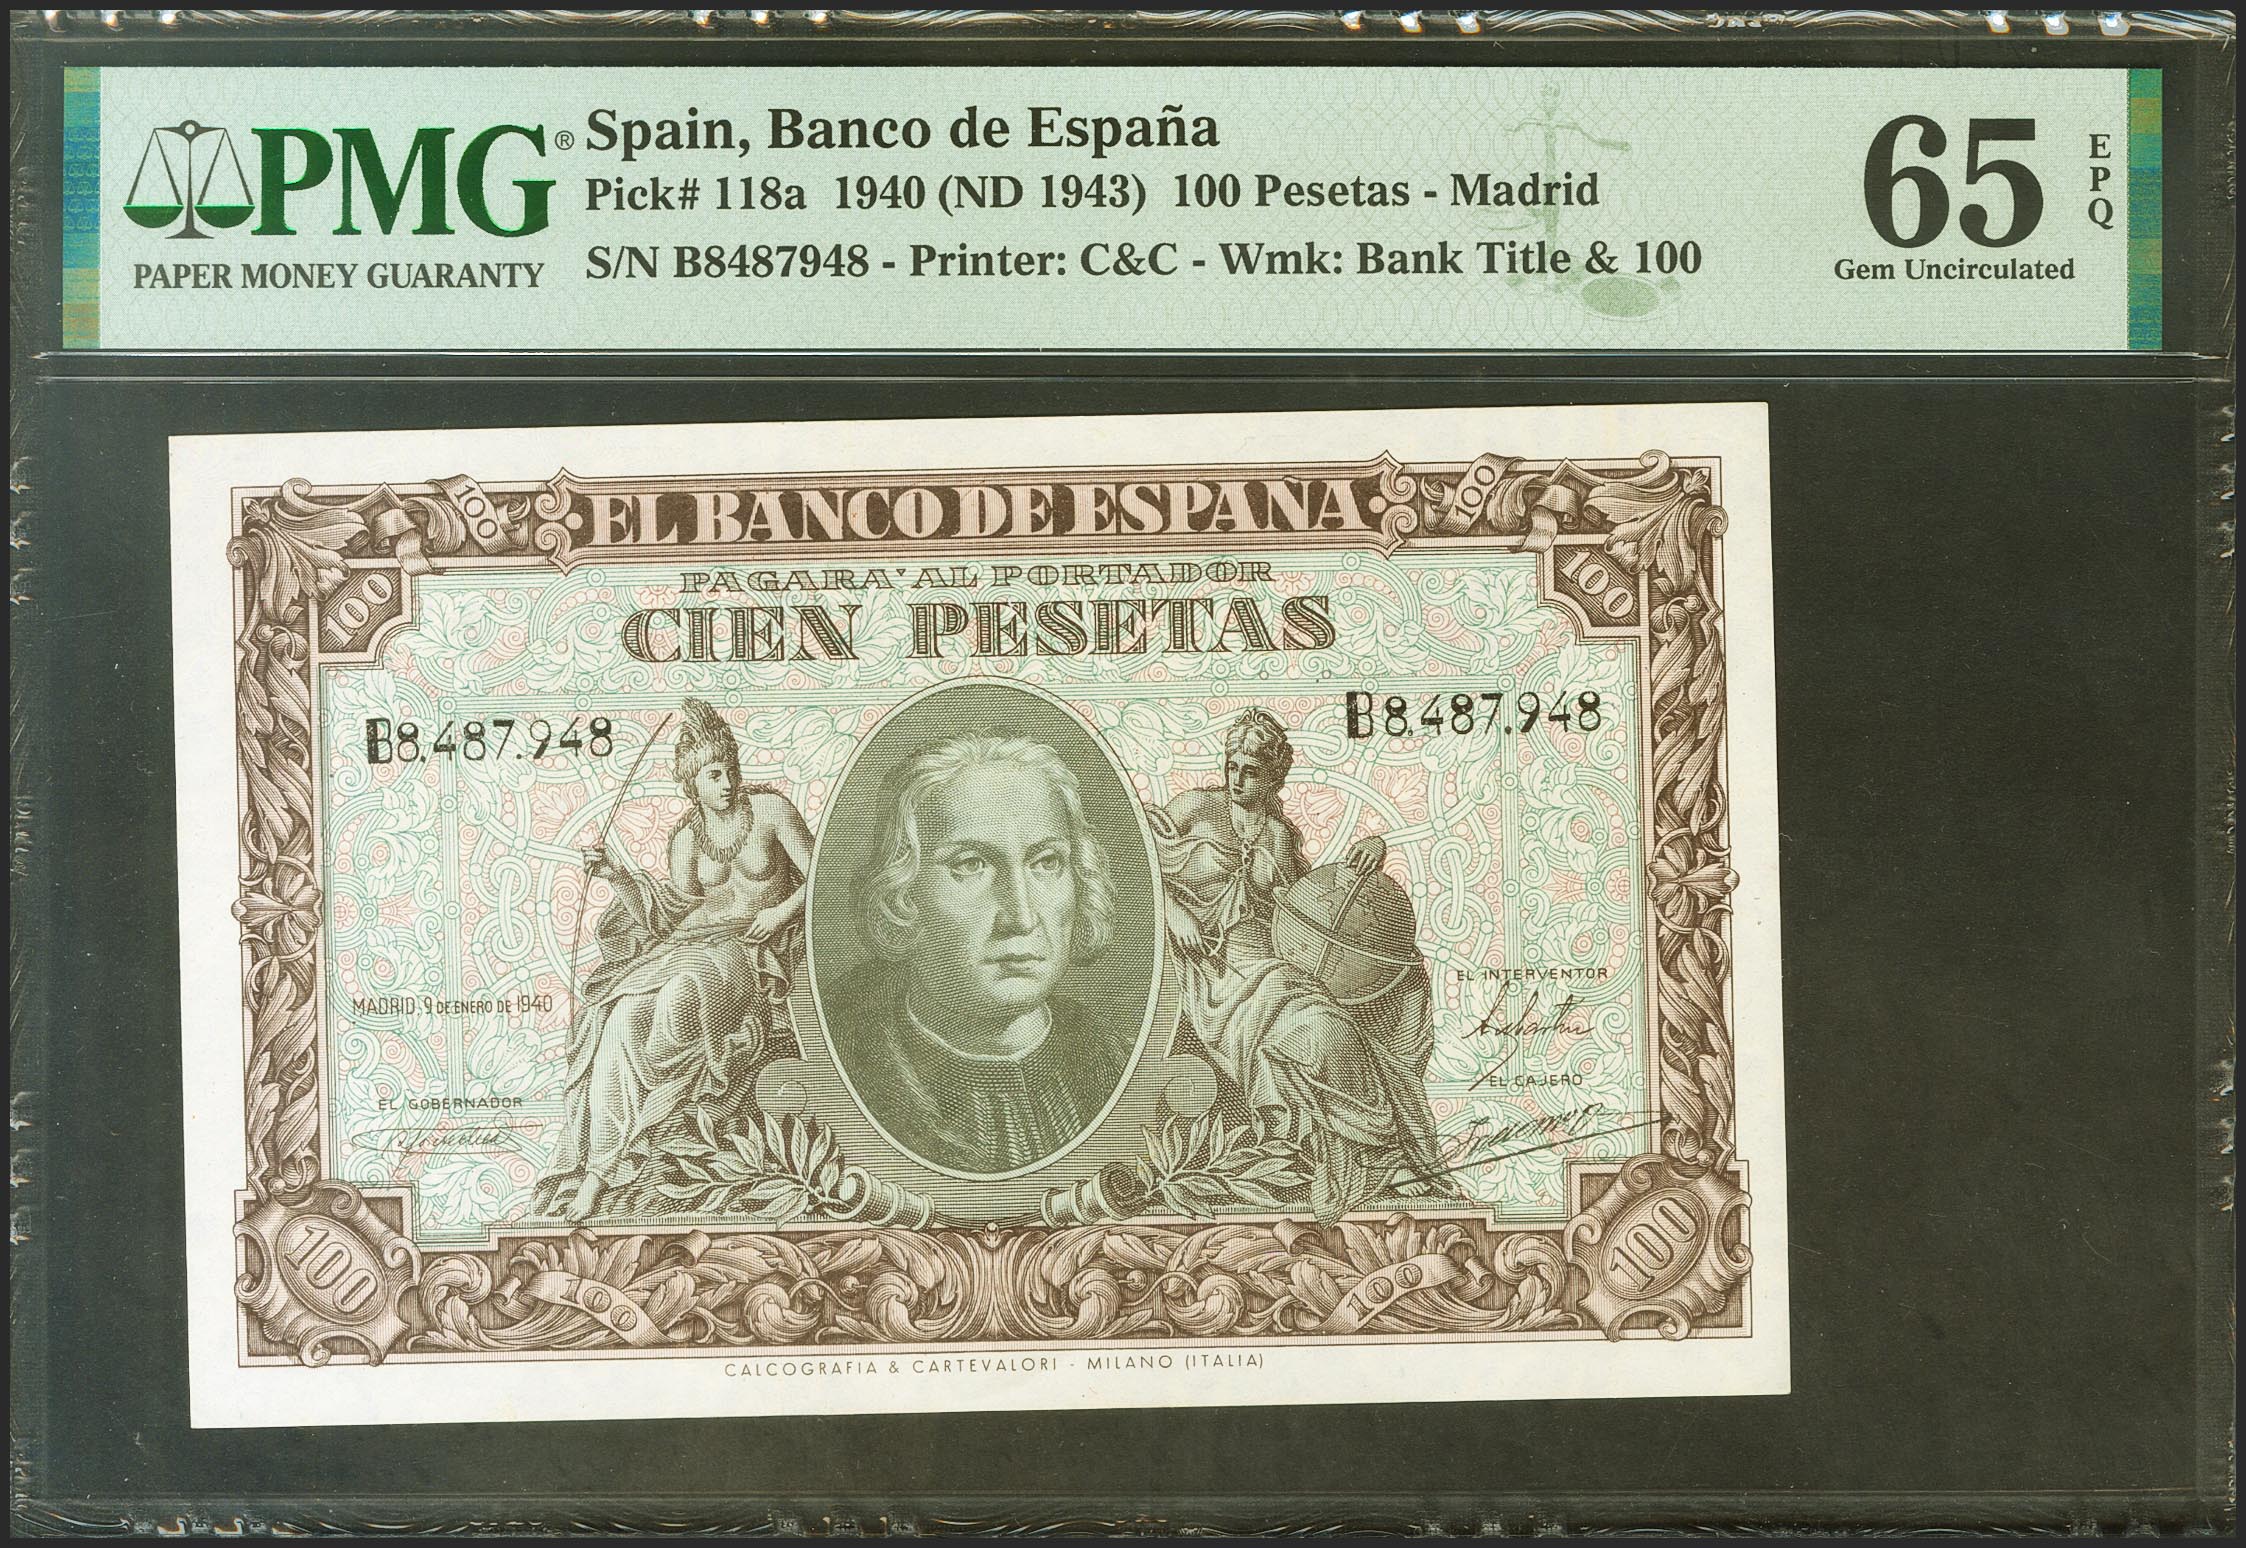 PMG®
PAPER MONEY GUARANTY
Spain, Banco de España
Pick# 118a 1940 (ND 1943) 100 Pesetas - Madrid
S/N B8487948 - Printer: C&C - Wmk: Bank Title & 100
65
EPQ
Gem Uncirculated
100
100
EL BANCO DE ESPAÑA
100
100
PAGARA' AL PORTADOR
CIEN PESETAS
B8.487.948
B8.487.948
MADRID, 9 DE ENERO DE 1940
EL INTERVENTOR
EL CAJERO
EL GOBERNADOR
100
100
100
100
CALCOGRAFIA & CARTEVALORI - MILANO (ITALIA)